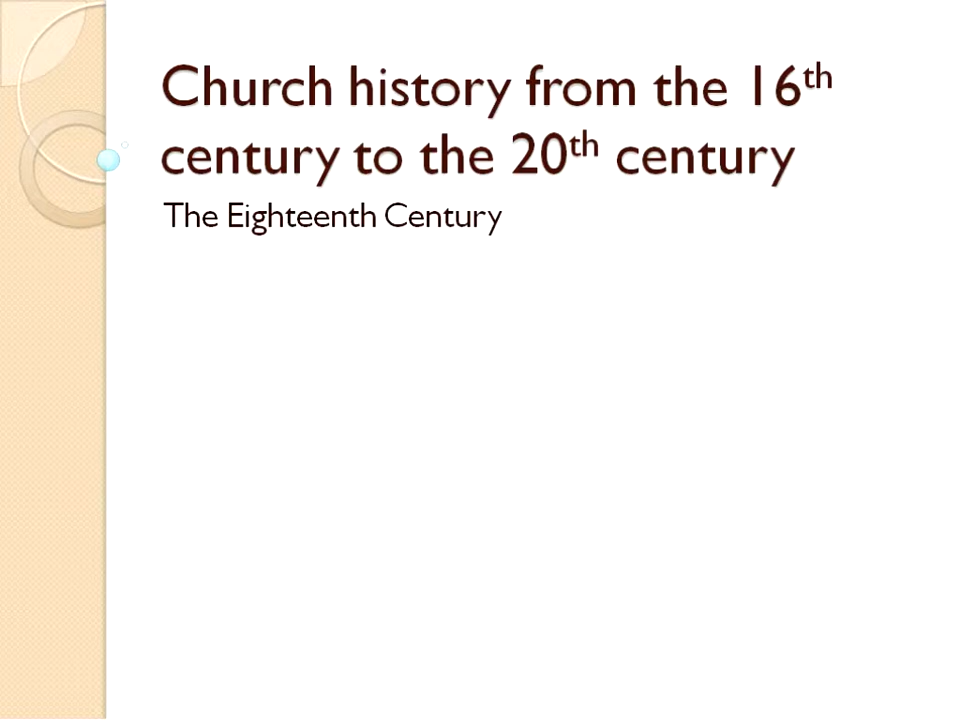 Church history from the 16th
century to the 20th century
The Eighteenth Century